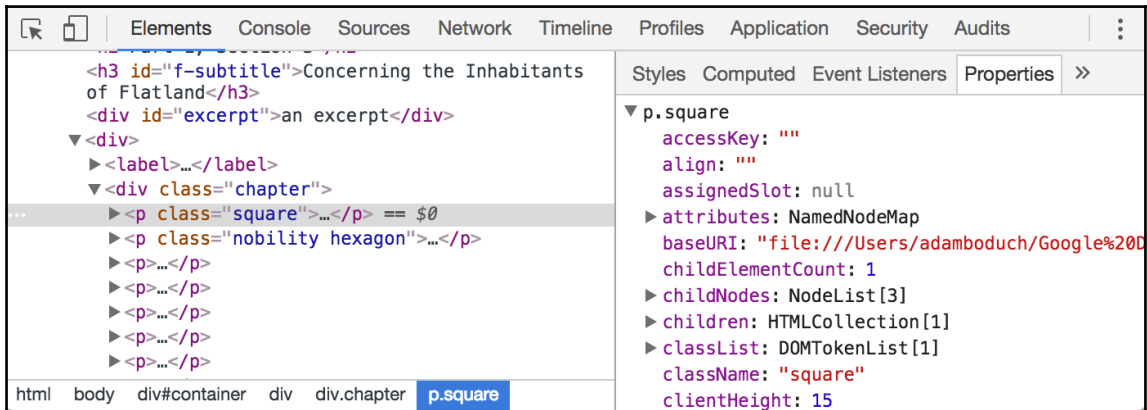 Elements Console Sources Network Timeline Profiles Application Security Audits
<h3 id="f-subtitle">Concerning the Inhabitants
of Flatland</h3>
<div id="excerpt">an excerpt</div>
▼<div>
▶<label>…</label>
▼<div class="chapter">
… ▶<p class="square">…</p> == $0
▶<p class="nobility hexagon">…</p>
▶<p>…</p>
▶<p>…</p>
▶<p>…</p>
▶<p>…</p>
▶<p>…</p>
html body div#container div div.chapter p.square
Styles Computed Event Listeners Properties »
▼p.square
accessKey: ""
align: ""
assignedSlot: null
▶attributes: NamedNodeMap
baseURI: "file:///Users/adamboduch/Google%20D
childElementCount: 1
▶childNodes: NodeList[3]
▶children: HTMLCollection[1]
▶classList: DOMTokenList[1]
className: "square"
clientHeight: 15